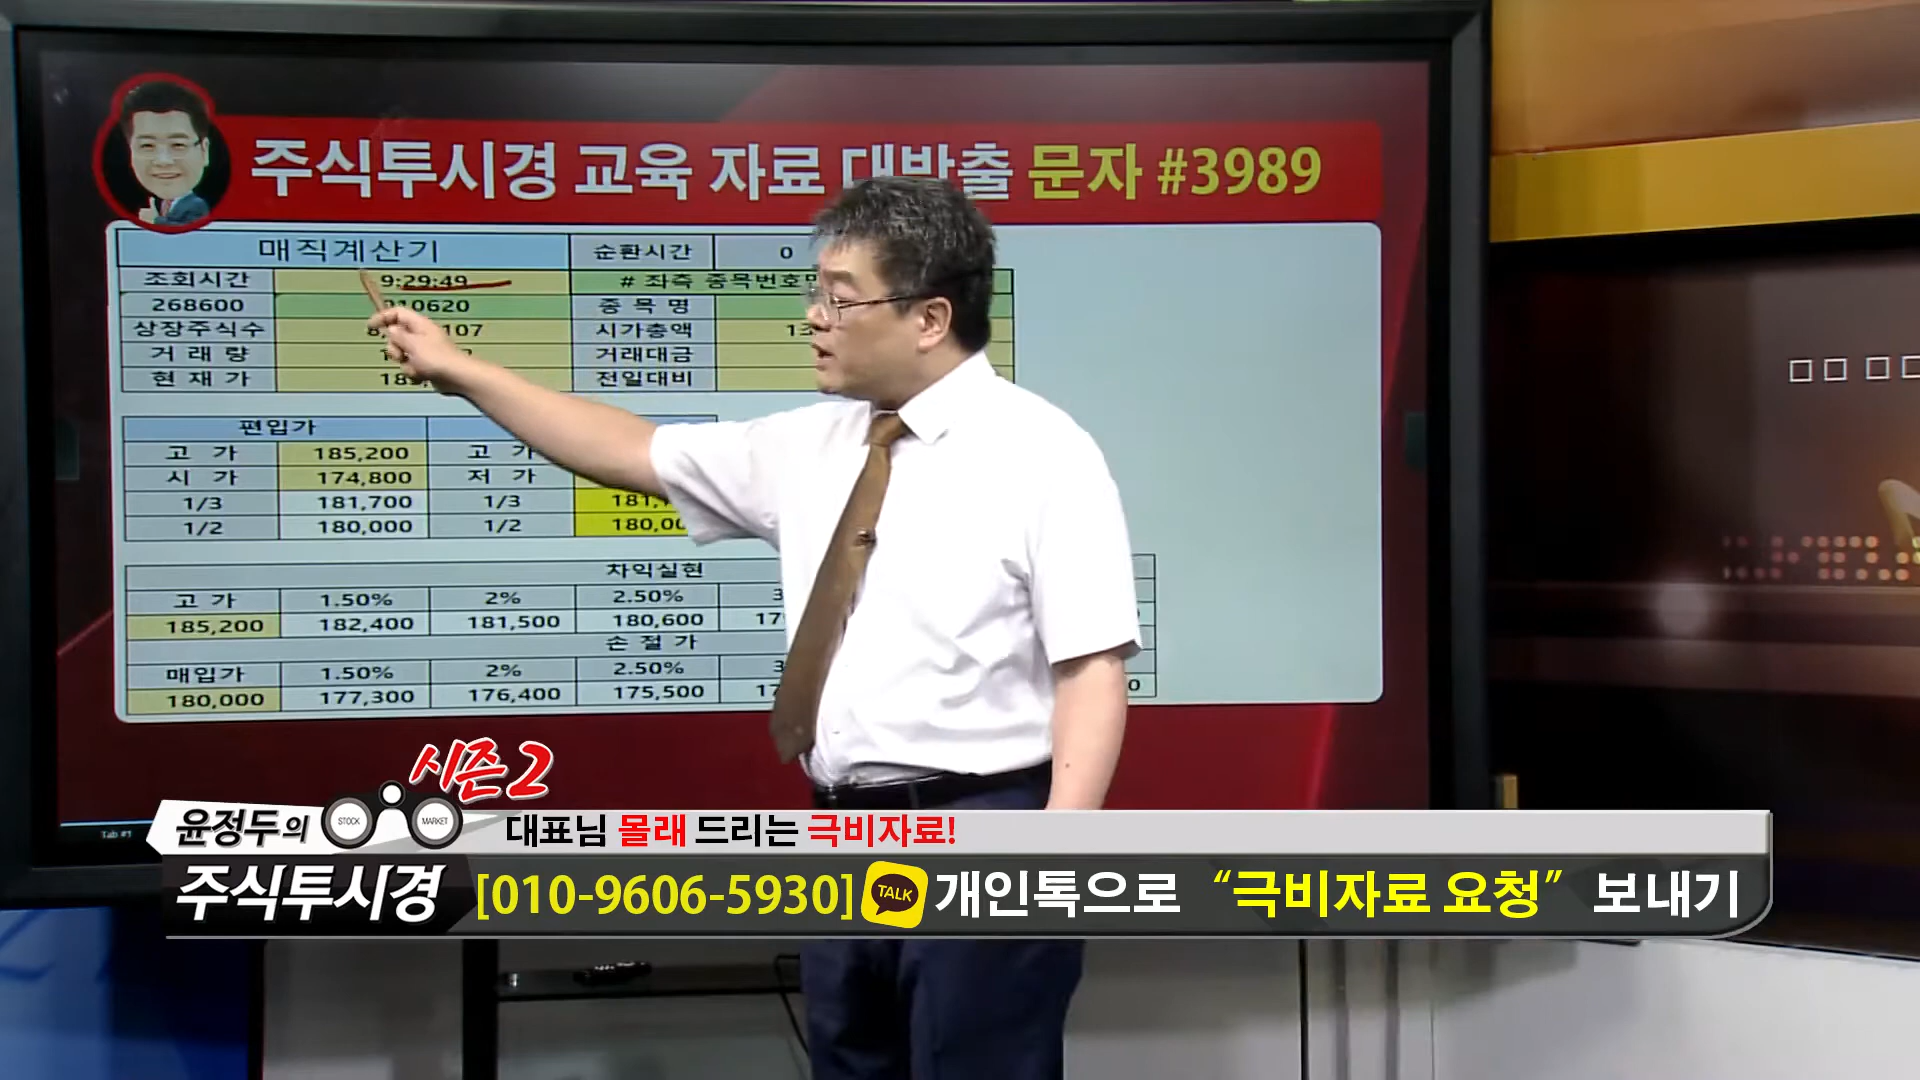 주식투시경 교육 자료 대방출 문자 #3989
매직계산기 순환시간 0
조회시간 9:29:49 # 좌측 종목번호
268600 종 목 명
상장주식수 107 시가총액
거 래 량 거래대금
현 재 가 전일대비
편입가
고 가 185,200 고 가
시 가 174,800 저 가
1/3 181,700 1/3
1/2 180,000 1/2
차익실현
고 가 1.50% 2% 2.50%
185,200 182,400 181,500 180,600
손 절 가
매입가 1.50% 2% 2.50%
180,000 177,300 176,400 175,500
Tab #1
시즌2
윤정두의 STOCK MARKET 대표님 몰래 드리는 극비자료!
주식투시경 [010-9606-5930] TALK 개인톡으로 “극비자료 요청” 보내기